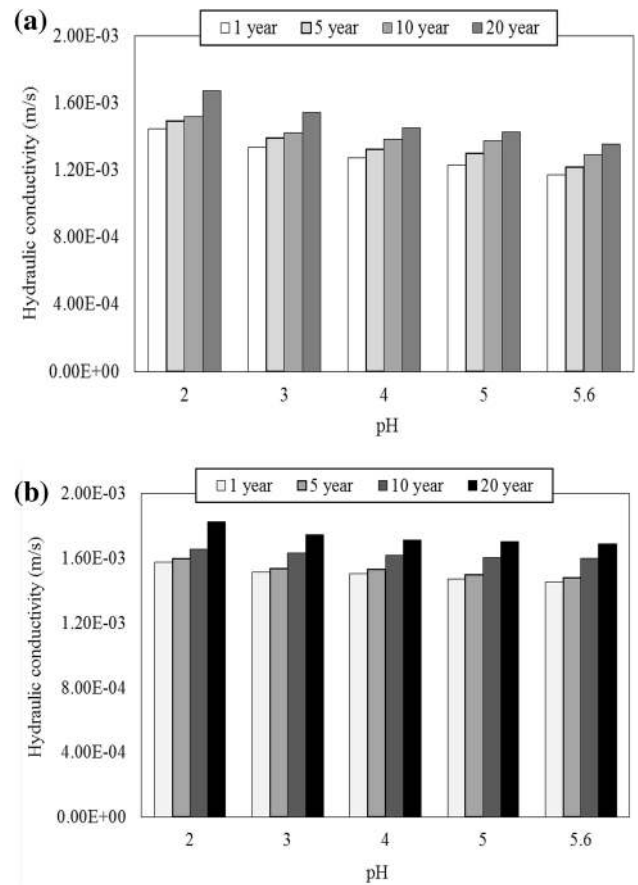 (a)
1 year 5 year 10 year 20 year
Hydraulic conductivity (m/s)
2.00E-03
1.60E-03
1.20E-03
8.00E-04
4.00E-04
0.00E+00
2 3 4 5 5.6
pH
(b)
1 year 5 year 10 year 20 year
Hydraulic conductivity (m/s)
2.00E-03
1.60E-03
1.20E-03
8.00E-04
4.00E-04
0.00E+00
2 3 4 5 5.6
pH